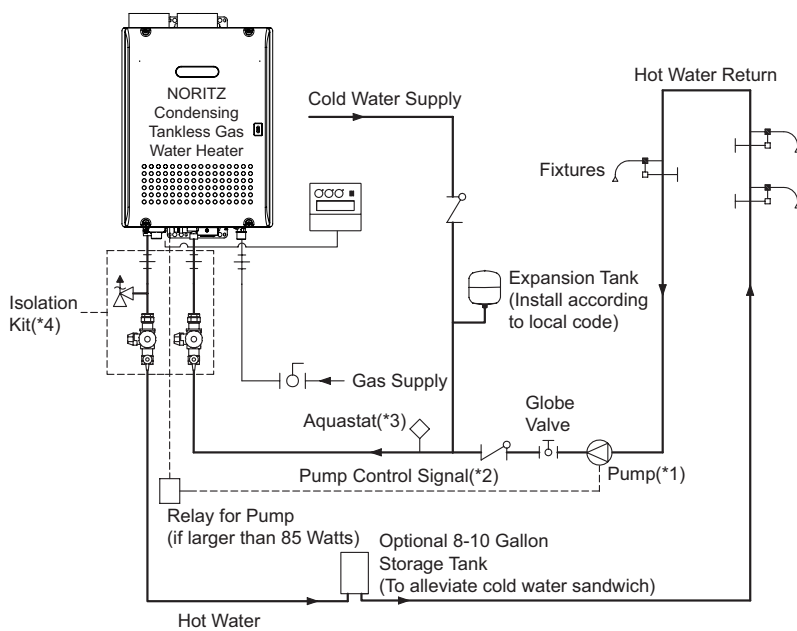 NORITZ
Condensing
Tankless Gas
Water Heater
Hot Water Return
Cold Water Supply
Fixtures
Expansion Tank
(Install according
to local code)
Isolation
Kit(*4)
Gas Supply
Globe
Valve
Aquastat(*3)
Pump Control Signal(*2)
Pump(*1)
Relay for Pump
(if larger than 85 Watts)
Optional 8-10 Gallon
Storage Tank
(To alleviate cold water sandwich)
Hot Water